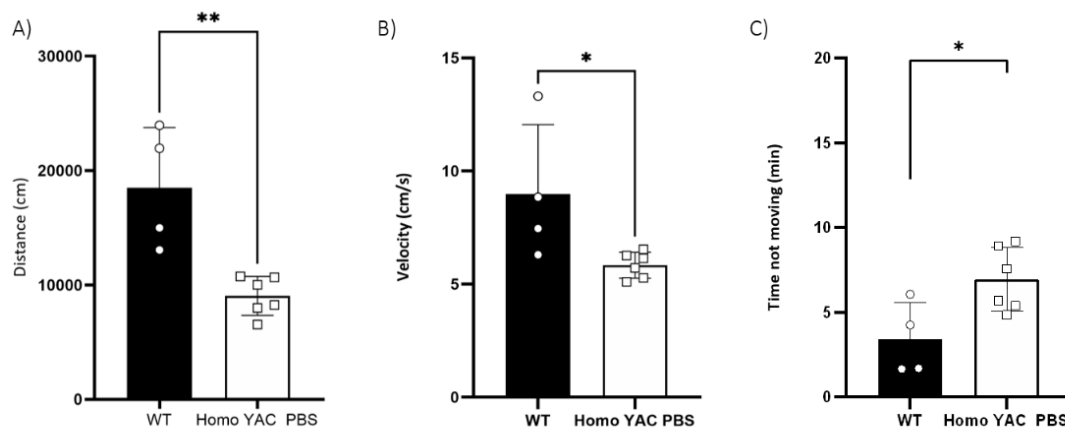 A)
**
Distance (cm)
30000
20000
10000
0
WT
Homo YAC PBS
B)
*
Velocity (cm/s)
15
10
5
0
WT
Homo YAC PBS
C)
*
Time not moving (min)
20
15
10
5
0
WT
Homo YAC PBS